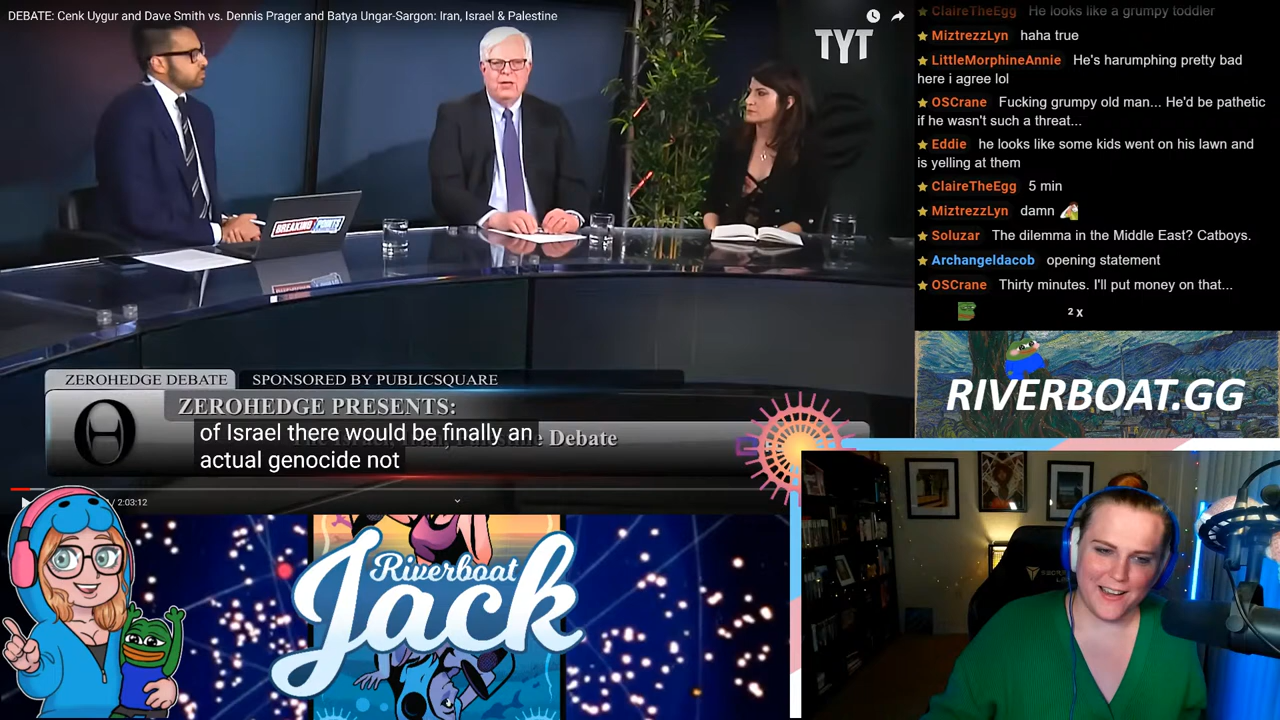 DEBATE: Cenk Uygur and Dave Smith vs. Dennis Prager and Batya Ungar-Sargon: Iran, Israel & Palestine
TYT
BREAKING
ZEROHEDGE DEBATE
SPONSORED BY PUBLICSQUARE
ZEROHEDGE PRESENTS:
of Israel there would be finally an
actual genocide not
Debate
/ 2:03:12
ClaireTheEgg He looks like a grumpy toddler
MiztrezzLyn haha true
LittleMorphineAnnie He's harumphing pretty bad
here i agree lol
OSCrane Fucking grumpy old man... He'd be pathetic
if he wasn't such a threat...
Eddie he looks like some kids went on his lawn and
is yelling at them
ClaireTheEgg 5 min
MiztrezzLyn damn
Soluzar The dilemma in the Middle East? Catboys.
Archangeldacob opening statement
OSCrane Thirty minutes. I'll put money on that...
2 x
RIVERBOAT.GG
Riverboat
Jack